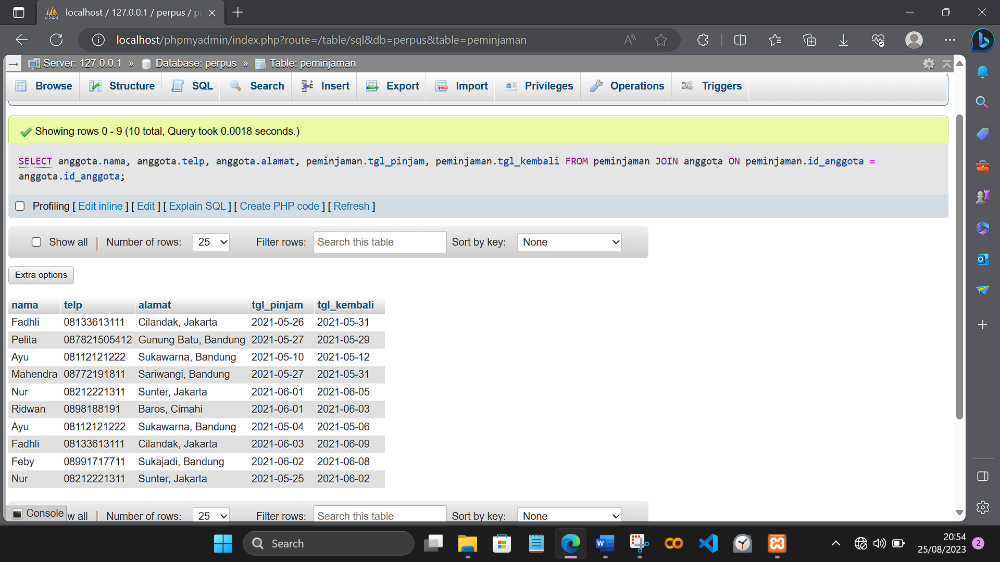 localhost / 127.0.0.1 / perpus / pe
localhost/phpmyadmin/index.php?route=/table/sql&db=perpus&table=peminjaman
Server: 127.0.0.1 » Database: perpus » Table: peminjaman
Browse Structure SQL Search Insert Export Import Privileges Operations Triggers
Showing rows 0 - 9 (10 total, Query took 0.0018 seconds.)
SELECT anggota.nama, anggota.telp, anggota.alamat, peminjaman.tgl_pinjam, peminjaman.tgl_kembali FROM peminjaman JOIN anggota ON peminjaman.id_anggota =
anggota.id_anggota;
Profiling [ Edit inline ] [ Edit ] [ Explain SQL ] [ Create PHP code ] [ Refresh ]
Show all Number of rows: 25 Filter rows: Search this table Sort by key: None
Extra options
nama telp alamat tgl_pinjam tgl_kembali
Fadhli 08133613111 Cilandak, Jakarta 2021-05-26 2021-05-31
Pelita 087821505412 Gunung Batu, Bandung 2021-05-27 2021-05-29
Ayu 08112121222 Sukawarna, Bandung 2021-05-10 2021-05-12
Mahendra 08772191811 Sariwangi, Bandung 2021-05-27 2021-05-31
Nur 08212221311 Sunter, Jakarta 2021-06-01 2021-06-05
Ridwan 0898188191 Baros, Cimahi 2021-06-01 2021-06-03
Ayu 08112121222 Sukawarna, Bandung 2021-05-04 2021-05-06
Fadhli 08133613111 Cilandak, Jakarta 2021-06-03 2021-06-09
Feby 08991717711 Sukajadi, Bandung 2021-06-02 2021-06-08
Nur 08212221311 Sunter, Jakarta 2021-05-25 2021-06-02
Console w all Number of rows: 25 Filter rows: Search this table Sort by key: None
Search
20:54
25/08/2023
2